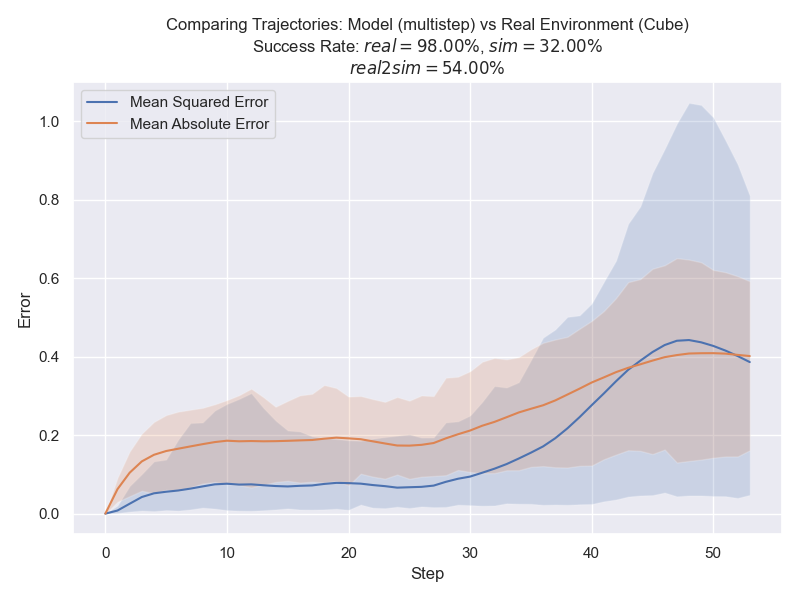 Comparing Trajectories: Model (multistep) vs Real Environment (Cube)
Success Rate: real = 98.00%, sim = 32.00%
real2sim = 54.00%
Mean Squared Error
Mean Absolute Error
1.0
0.8
0.6
0.4
0.2
0.0
Error
0 10 20 30 40 50
Step